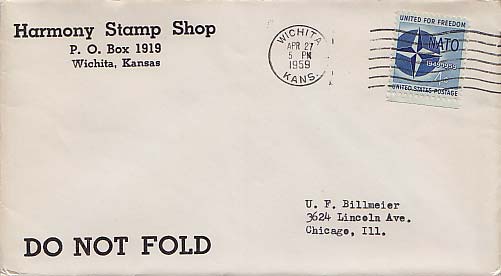 Harmony Stamp Shop
P. O. Box 1919
Wichita, Kansas
WICHITA
APR 27
5 PM
1959
KANS.
UNITED FOR FREEDOM
NATO
1949-1959
4¢
UNITED STATES POSTAGE
U. F. Billmeier
3624 Lincoln Ave.
Chicago, Ill.
DO NOT FOLD